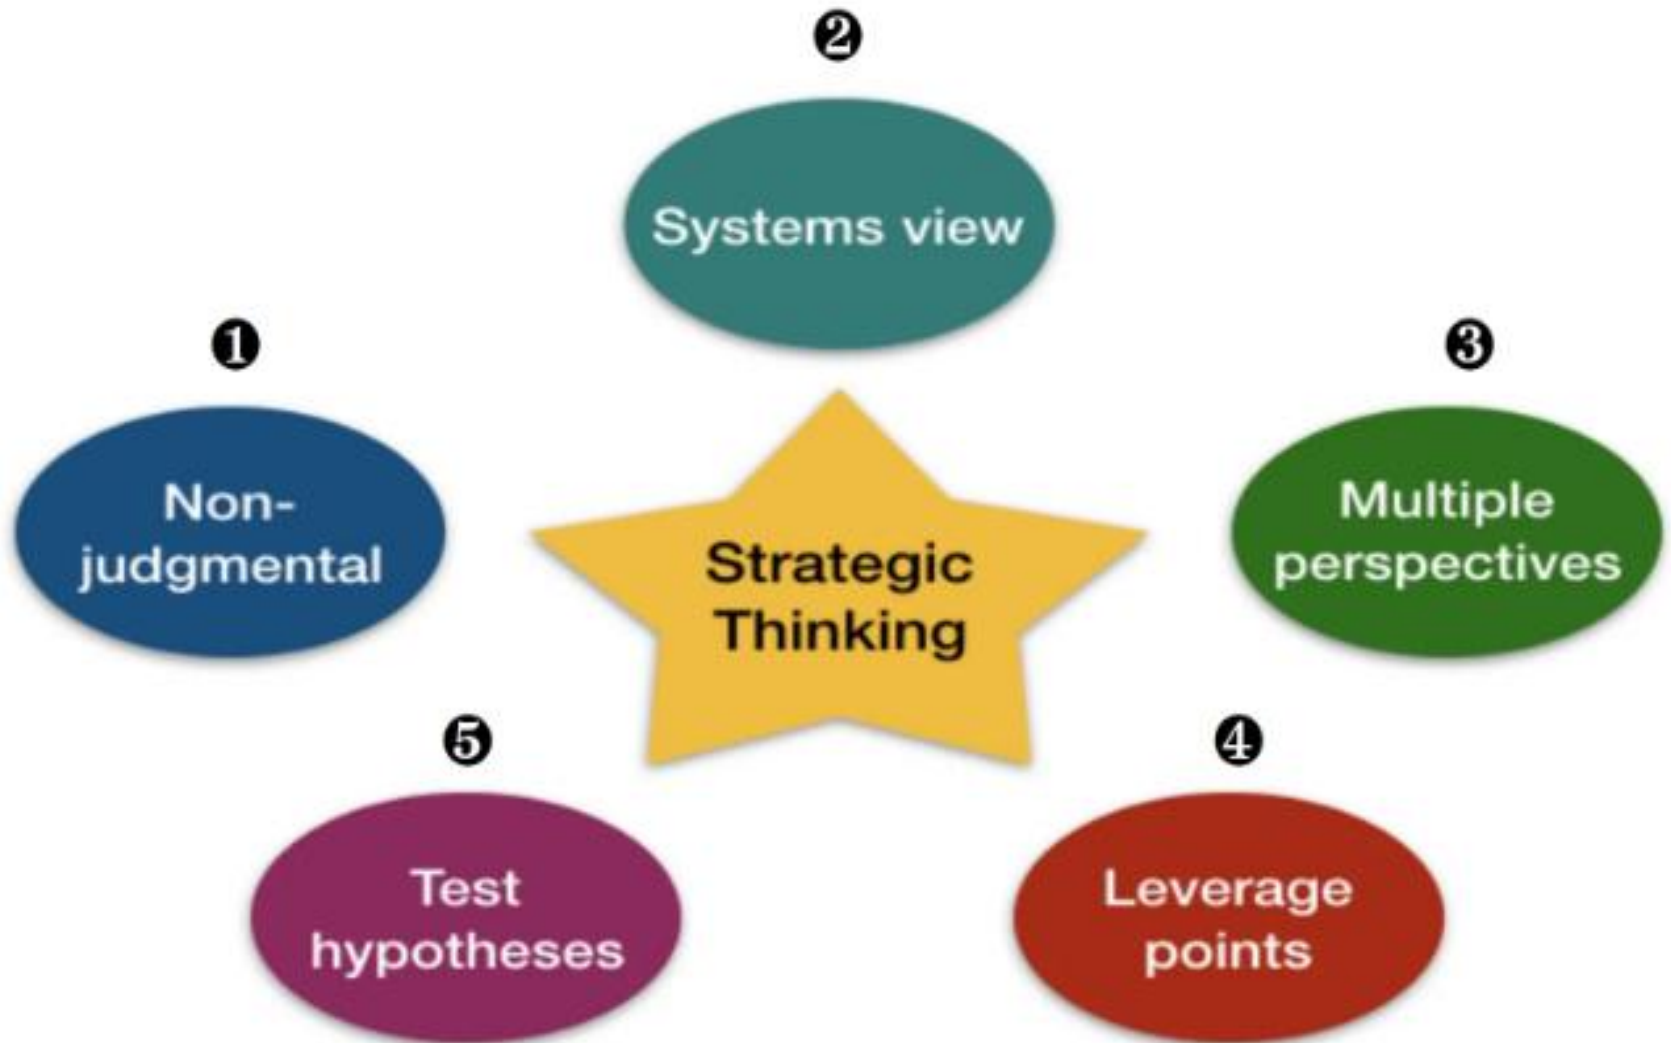 ❶
Non-
judgmental
❷
Systems view
❸
Multiple
perspectives
❹
Leverage
points
❺
Test
hypotheses
Strategic
Thinking